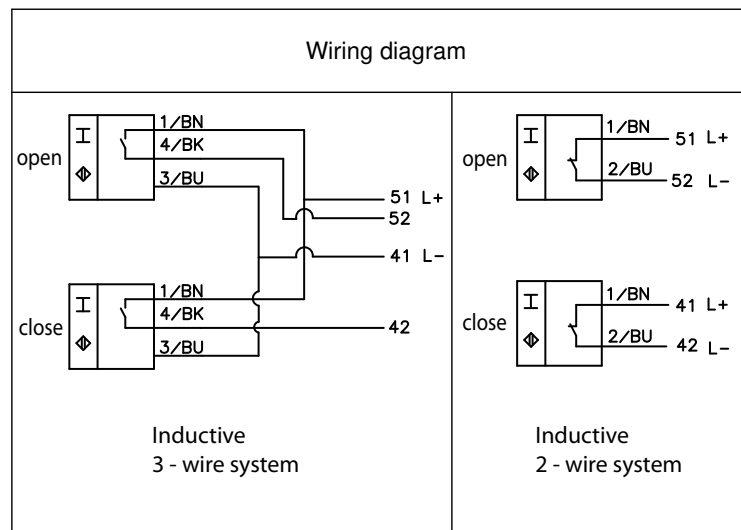 Wiring diagram
open
1/BN
4/BK
3/BU
51 L+
52
41 L-
close
1/BN
4/BK
3/BU
42
Inductive
3 - wire system
open
1/BN
2/BU
51 L+
52 L-
close
1/BN
2/BU
41 L+
42 L-
Inductive
2 - wire system